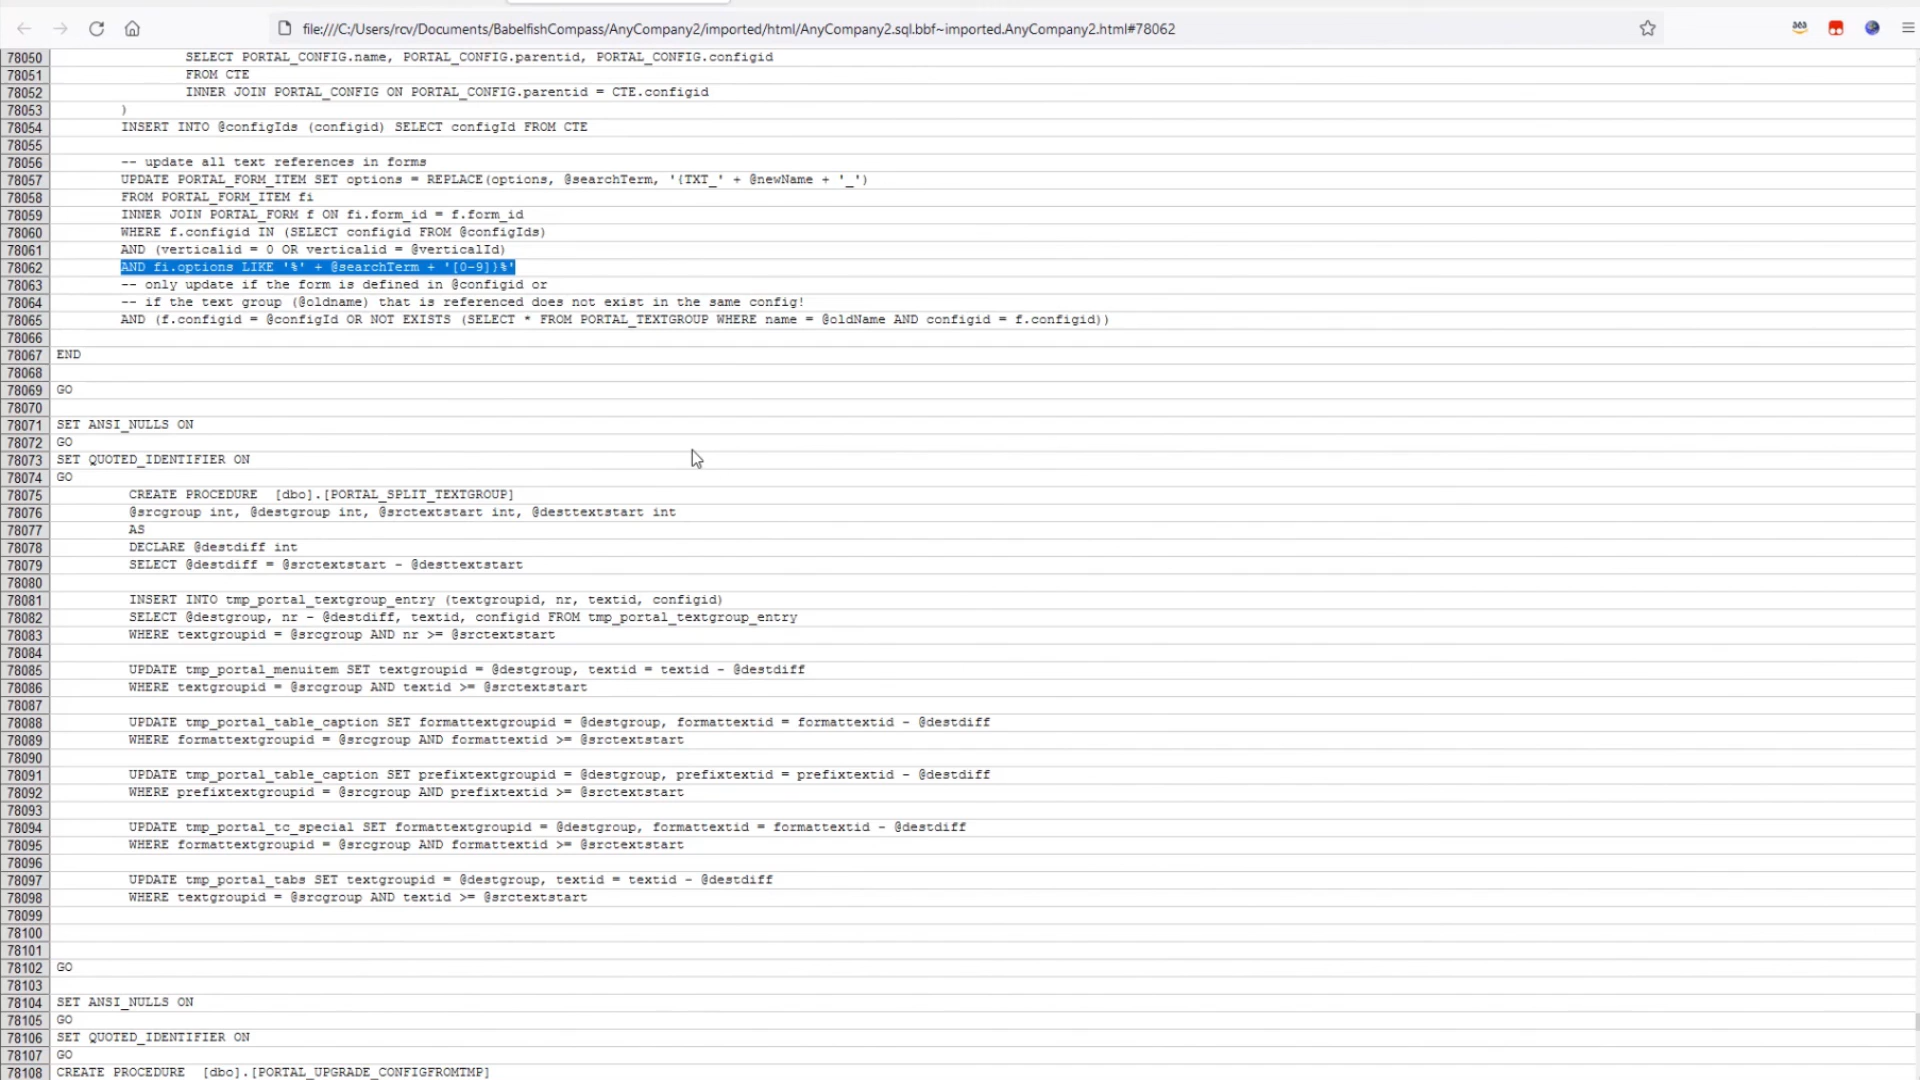 file:///C:/Users/rcv/Documents/BabelfishCompass/AnyCompany2/imported/html/AnyCompany2.sql.bbf~imported.AnyCompany2.html#78062
78050 SELECT PORTAL_CONFIG.name, PORTAL_CONFIG.parentid, PORTAL_CONFIG.configid
78051 FROM CTE
78052 INNER JOIN PORTAL_CONFIG ON PORTAL_CONFIG.parentid = CTE.configid
78053 )
78054 INSERT INTO @configIds (configid) SELECT configId FROM CTE
78055
78056 -- update all text references in forms
78057 UPDATE PORTAL_FORM_ITEM SET options = REPLACE(options, @searchTerm, '{TXT_' + @newName + '_')
78058 FROM PORTAL_FORM_ITEM fi
78059 INNER JOIN PORTAL_FORM f ON fi.form_id = f.form_id
78060 WHERE f.configid IN (SELECT configid FROM @configIds)
78061 AND (verticalid = 0 OR verticalid = @verticalId)
78062 AND fi.options LIKE '%' + @searchTerm + '[0-9]}%'
78063 -- only update if the form is defined in @configid or
78064 -- if the text group (@oldname) that is referenced does not exist in the same config!
78065 AND (f.configid = @configId OR NOT EXISTS (SELECT * FROM PORTAL_TEXTGROUP WHERE name = @oldName AND configid = f.configid))
78066
78067 END
78068
78069 GO
78070
78071 SET ANSI_NULLS ON
78072 GO
78073 SET QUOTED_IDENTIFIER ON
78074 GO
78075 CREATE PROCEDURE [dbo].[PORTAL_SPLIT_TEXTGROUP]
78076 @srcgroup int, @destgroup int, @srctextstart int, @desttextstart int
78077 AS
78078 DECLARE @destdiff int
78079 SELECT @destdiff = @srctextstart - @desttextstart
78080
78081 INSERT INTO tmp_portal_textgroup_entry (textgroupid, nr, textid, configid)
78082 SELECT @destgroup, nr - @destdiff, textid, configid FROM tmp_portal_textgroup_entry
78083 WHERE textgroupid = @srcgroup AND nr >= @srctextstart
78084
78085 UPDATE tmp_portal_menuitem SET textgroupid = @destgroup, textid = textid - @destdiff
78086 WHERE textgroupid = @srcgroup AND textid >= @srctextstart
78087
78088 UPDATE tmp_portal_table_caption SET formattextgroupid = @destgroup, formattextid = formattextid - @destdiff
78089 WHERE formattextgroupid = @srcgroup AND formattextid >= @srctextstart
78090
78091 UPDATE tmp_portal_table_caption SET prefixtextgroupid = @destgroup, prefixtextid = prefixtextid - @destdiff
78092 WHERE prefixtextgroupid = @srcgroup AND prefixtextid >= @srctextstart
78093
78094 UPDATE tmp_portal_tc_special SET formattextgroupid = @destgroup, formattextid = formattextid - @destdiff
78095 WHERE formattextgroupid = @srcgroup AND formattextid >= @srctextstart
78096
78097 UPDATE tmp_portal_tabs SET textgroupid = @destgroup, textid = textid - @destdiff
78098 WHERE textgroupid = @srcgroup AND textid >= @srctextstart
78099
78100
78101
78102 GO
78103
78104 SET ANSI_NULLS ON
78105 GO
78106 SET QUOTED_IDENTIFIER ON
78107 GO
78108 CREATE PROCEDURE [dbo].[PORTAL_UPGRADE_CONFIGFROMTMP]